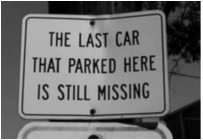 THE LAST CAR
THAT PARKED HERE
IS STILL MISSING